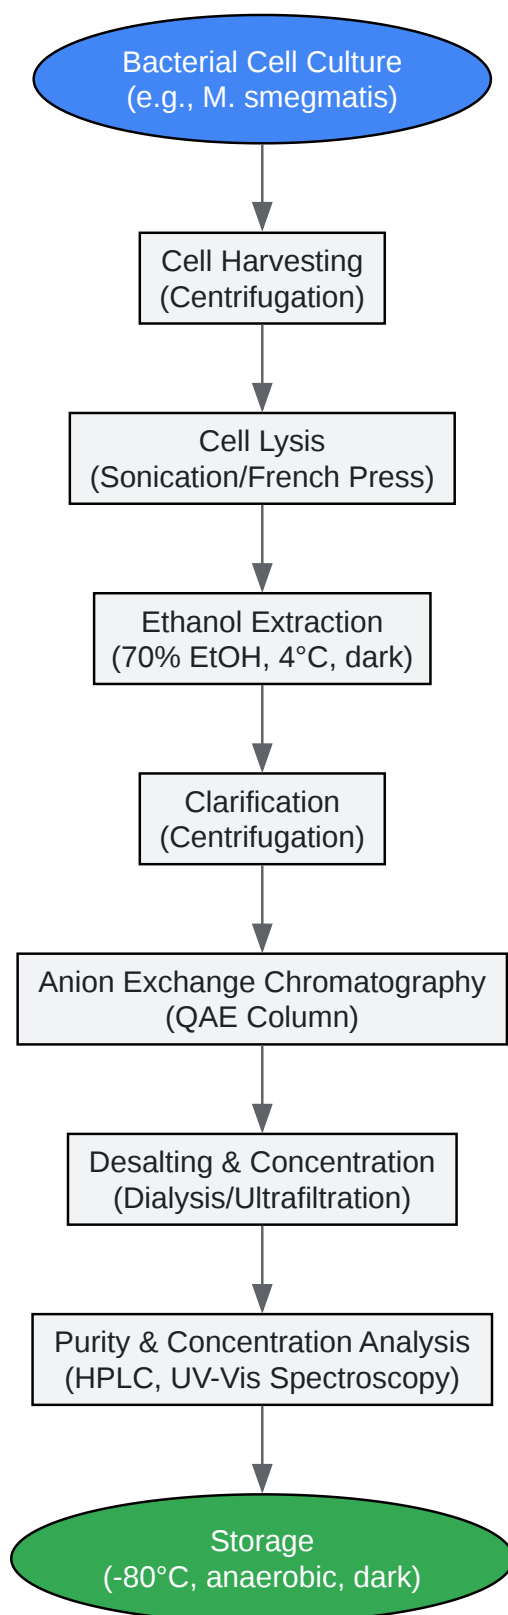 Bacterial Cell Culture
(e.g., M. smegmatis)
Cell Harvesting
(Centrifugation)
Cell Lysis
(Sonication/French Press)
Ethanol Extraction
(70% EtOH, 4°C, dark)
Clarification
(Centrifugation)
Anion Exchange Chromatography
(QAE Column)
Desalting & Concentration
(Dialysis/Ultrafiltration)
Purity & Concentration Analysis
(HPLC, UV-Vis Spectroscopy)
Storage
(-80°C, anaerobic, dark)